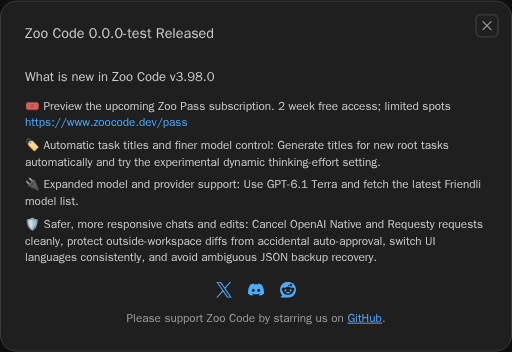 Zoo Code 0.0.0-test Released
What is new in Zoo Code v3.98.0
🎟️ Preview the upcoming Zoo Pass subscription. 2 week free access; limited spots
https://www.zoocode.dev/pass
🏷️ Automatic task titles and finer model control: Generate titles for new root tasks
automatically and try the experimental dynamic thinking-effort setting.
🔌 Expanded model and provider support: Use GPT-6.1 Terra and fetch the latest Friendli
model list.
🛡️ Safer, more responsive chats and edits: Cancel OpenAI Native and Requesty requests
cleanly, protect outside-workspace diffs from accidental auto-approval, switch UI
languages consistently, and avoid ambiguous JSON backup recovery.
Please support Zoo Code by starring us on GitHub.